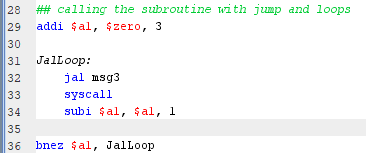 28 ## calling the subroutine with jump and loops
29 addi $a1, $zero, 3
30
31 JalLoop:
32 jal msg3
33 syscall
34 subi $a1, $a1, 1
35
36 bnez $a1, JalLoop